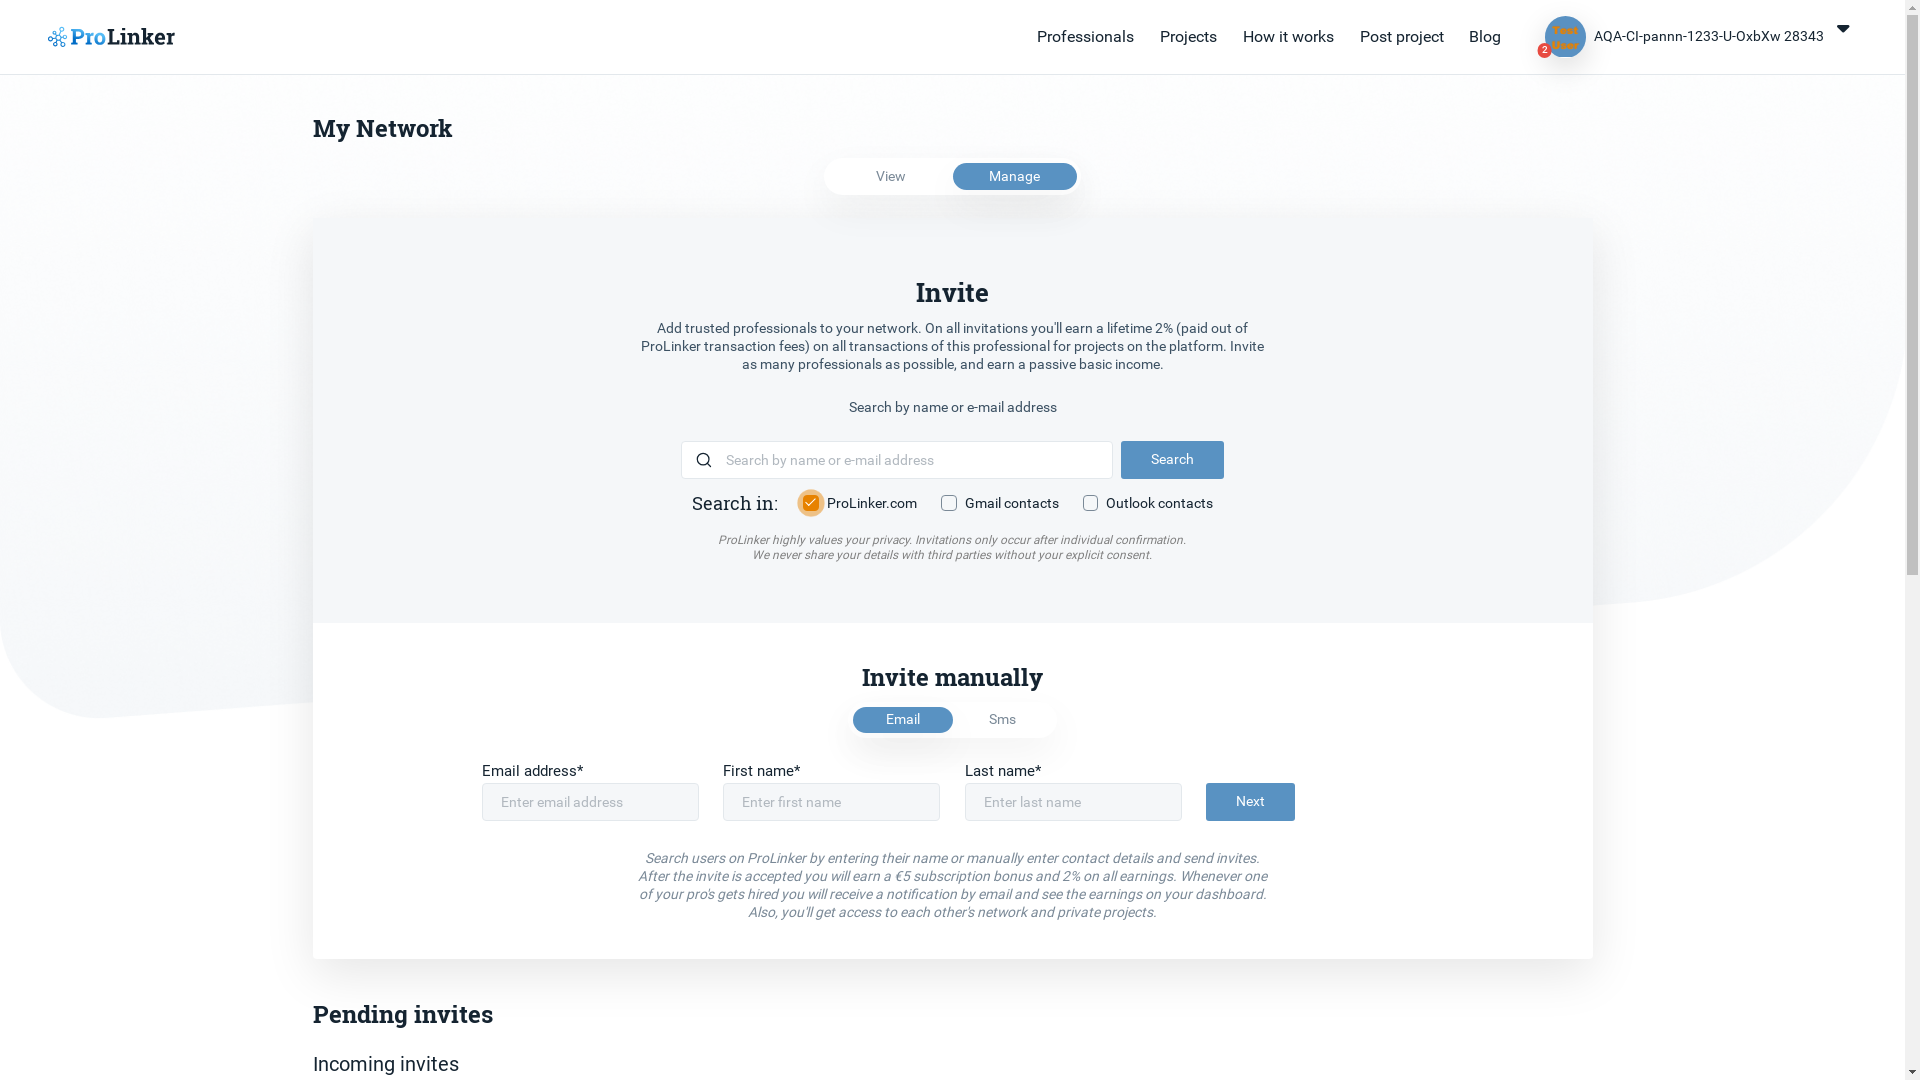 ProLinker
Professionals
Projects
How it works
Post project
Blog
Test
User
2
AQA-CI-pannn-1233-U-OxbXw 28343
My Network
View
Manage
Invite
Add trusted professionals to your network. On all invitations you'll earn a lifetime 2% (paid out of
ProLinker transaction fees) on all transactions of this professional for projects on the platform. Invite
as many professionals as possible, and earn a passive basic income.
Search by name or e-mail address
Search by name or e-mail address
Search
Search in:
ProLinker.com
Gmail contacts
Outlook contacts
ProLinker highly values your privacy. Invitations only occur after individual confirmation.
We never share your details with third parties without your explicit consent.
Invite manually
Email
Sms
Email address*
First name*
Last name*
Enter email address
Enter first name
Enter last name
Next
Search users on ProLinker by entering their name or manually enter contact details and send invites.
After the invite is accepted you will earn a €5 subscription bonus and 2% on all earnings. Whenever one
of your pro's gets hired you will receive a notification by email and see the earnings on your dashboard.
Also, you'll get access to each other's network and private projects.
Pending invites
Incoming invites